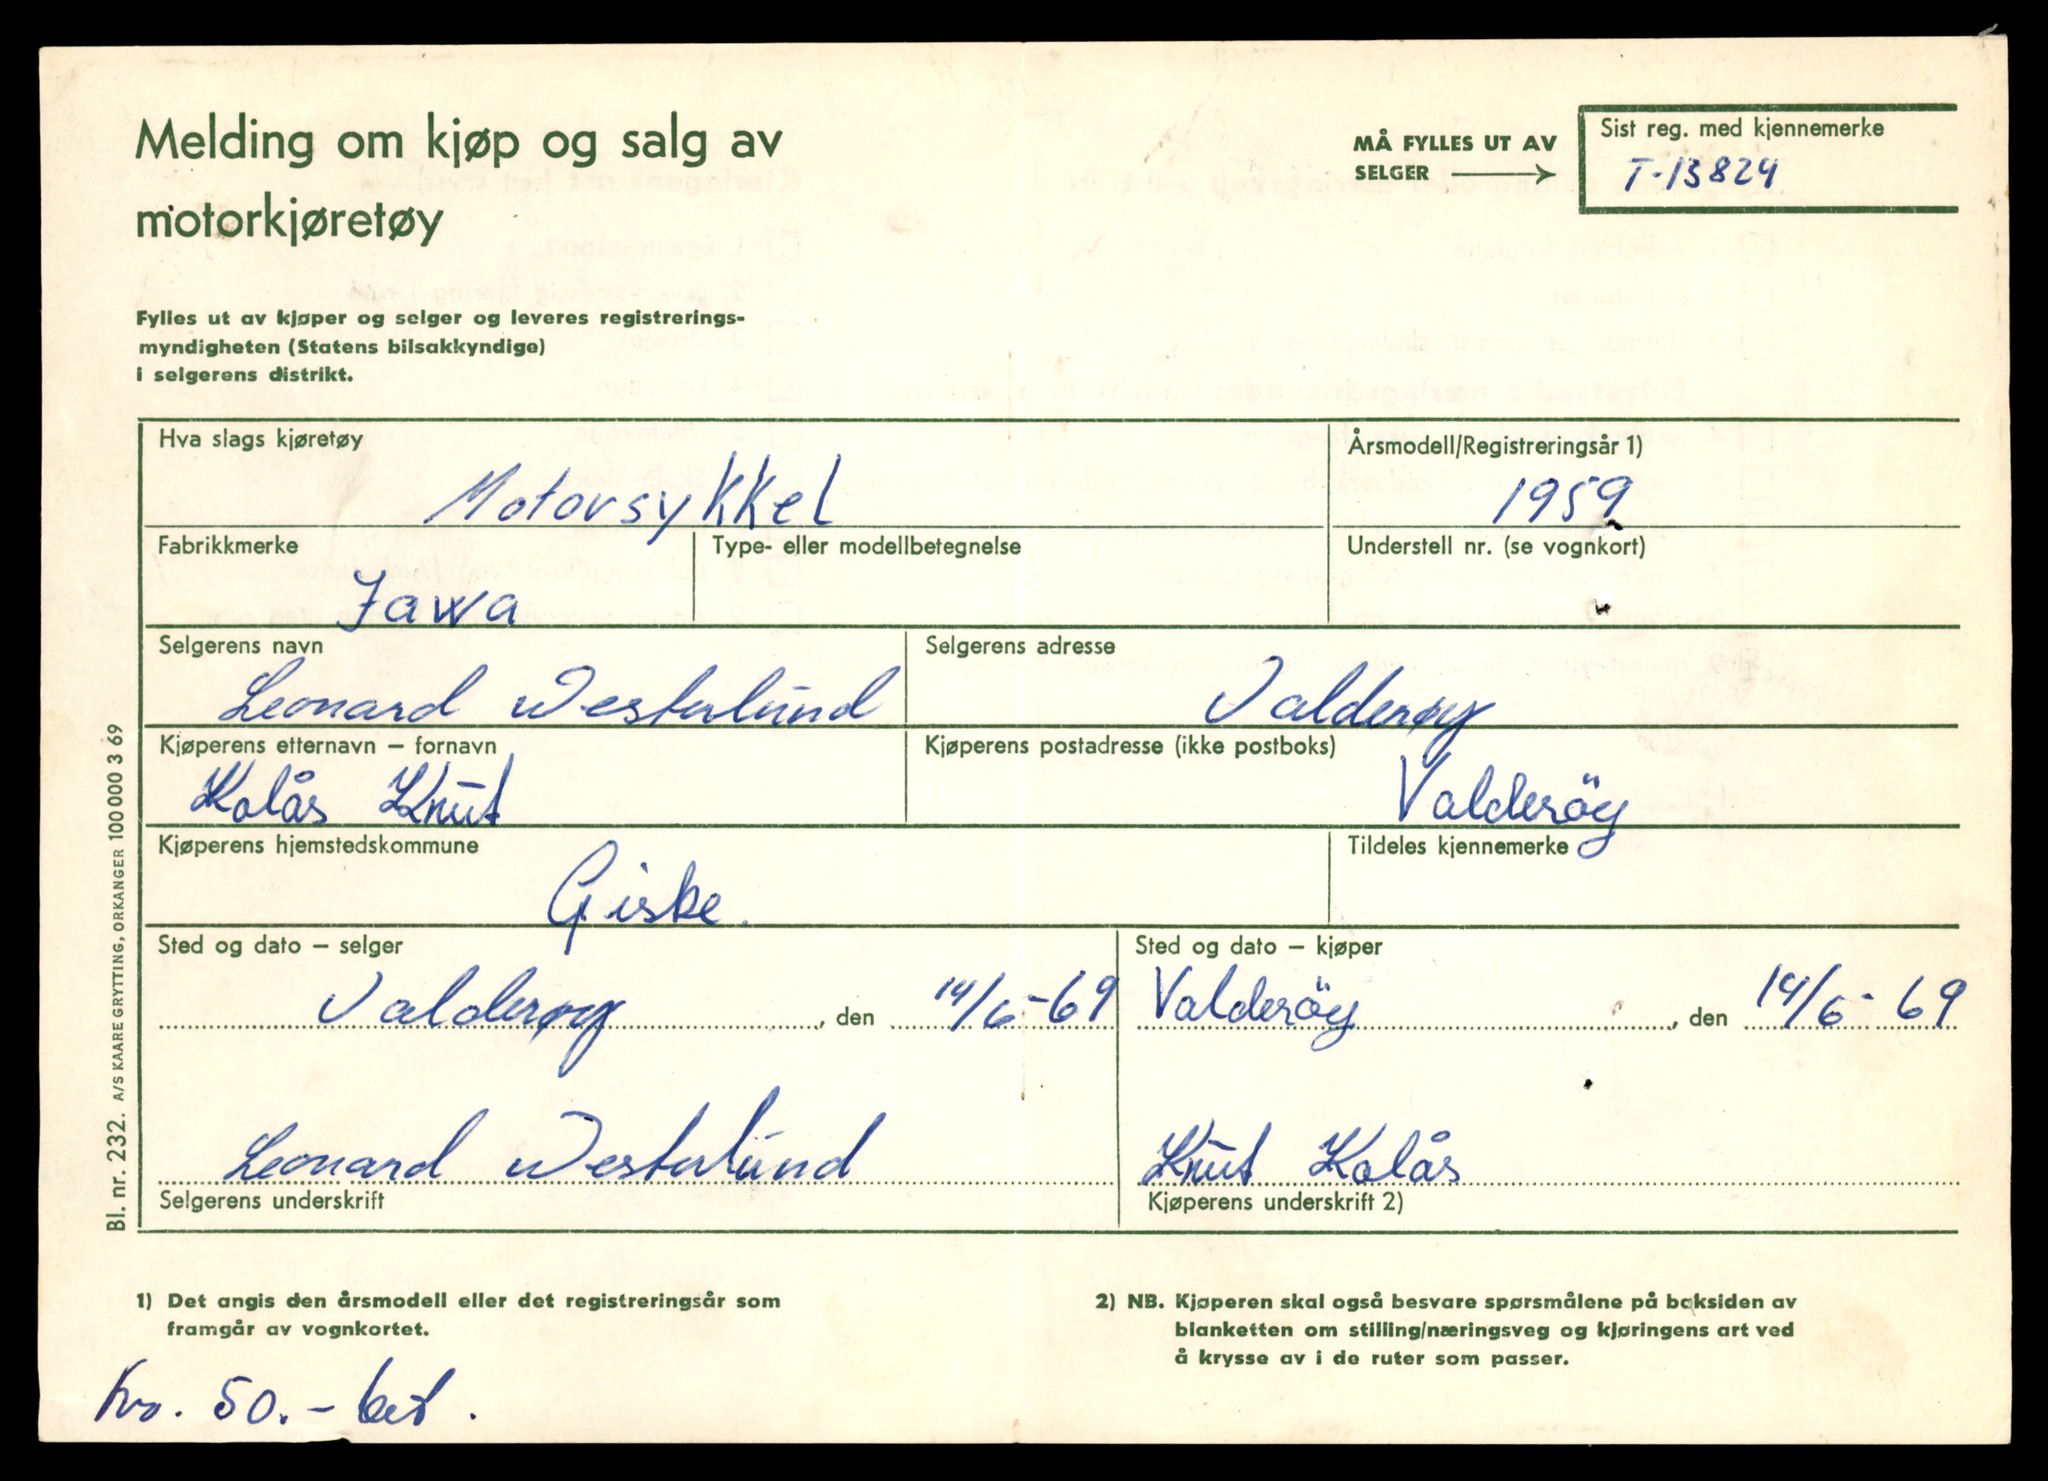 Melding om kjøp og salg av
motorkjøretøy
MÅ FYLLES UT AV
SELGER
Sist reg. med kjennemerke
T-13824
Fylles ut av kjøper og selger og leveres registrerings-
myndigheten (Statens bilsakkyndige)
i selgerens distrikt.
Hva slags kjøretøy
Motorsykkel
Årsmodell/Registreringsår 1)
1959
Fabrikkmerke
Jawa
Type- eller modellbetegnelse
Understell nr. (se vognkort)
Selgerens navn
Leonard Westerlund
Selgerens adresse
Valderøy
Kjøperens etternavn – fornavn
Kolås Knut
Kjøperens postadresse (ikke postboks)
Valderöy
Kjøperens hjemstedskommune
Giske.
Tildeles kjennemerke
Sted og dato – selger
Valderøy, den 14/6-69
Sted og dato – kjøper
Valderöy, den 14/6-69
Leonard Westerlund
Selgerens underskrift
Knut Kolås
Kjøperens underskrift 2)
Bl. nr. 232. A/S KAARE GRYTTING, ORKANGER 100 000 3 69
1) Det angis den årsmodell eller det registreringsår som
framgår av vognkortet.
2) NB. Kjøperen skal også besvare spørsmålene på baksiden av
blanketten om stilling/næringsveg og kjøringens art ved
å krysse av i de ruter som passer.
kr. 50.- bet.